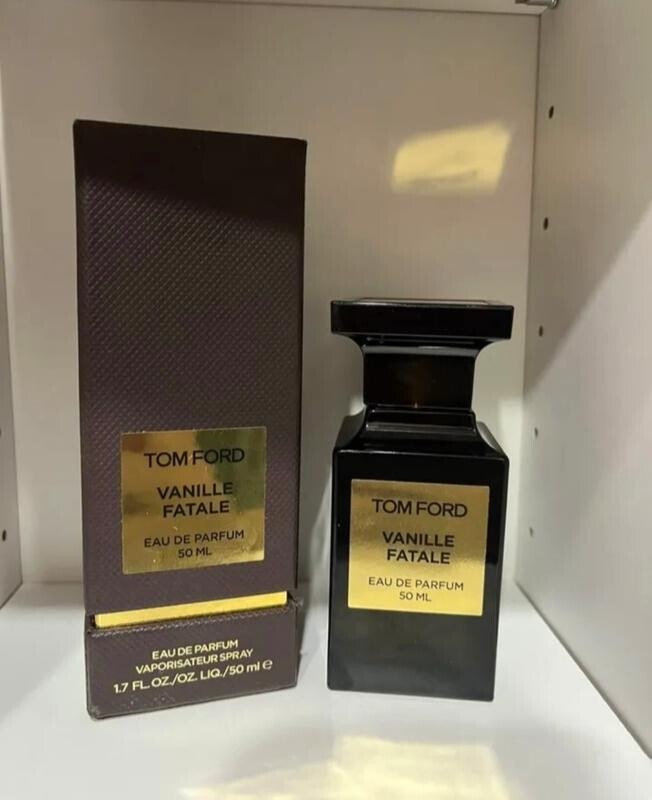 TOM FORD
VANILLE
FATALE
EAU DE PARFUM
50 ML
EAU DE PARFUM
VAPORISATEUR SPRAY
1.7 FL. OZ./OZ. LIQ./50 ml ℮
TOM FORD
VANILLE
FATALE
EAU DE PARFUM
50 ML